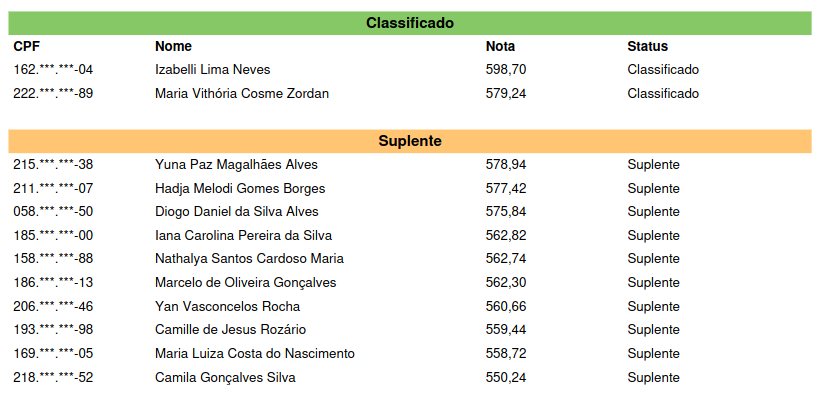 Classificado
CPF Nome Nota Status
162.***.***-04 Izabelli Lima Neves 598,70 Classificado
222.***.***-89 Maria Vithória Cosme Zordan 579,24 Classificado
Suplente
215.***.***-38 Yuna Paz Magalhães Alves 578,94 Suplente
211.***.***-07 Hadja Melodi Gomes Borges 577,42 Suplente
058.***.***-50 Diogo Daniel da Silva Alves 575,84 Suplente
185.***.***-00 Iana Carolina Pereira da Silva 562,82 Suplente
158.***.***-88 Nathalya Santos Cardoso Maria 562,74 Suplente
186.***.***-13 Marcelo de Oliveira Gonçalves 562,30 Suplente
206.***.***-46 Yan Vasconcelos Rocha 560,66 Suplente
193.***.***-98 Camille de Jesus Rozário 559,44 Suplente
169.***.***-05 Maria Luiza Costa do Nascimento 558,72 Suplente
218.***.***-52 Camila Gonçalves Silva 550,24 Suplente